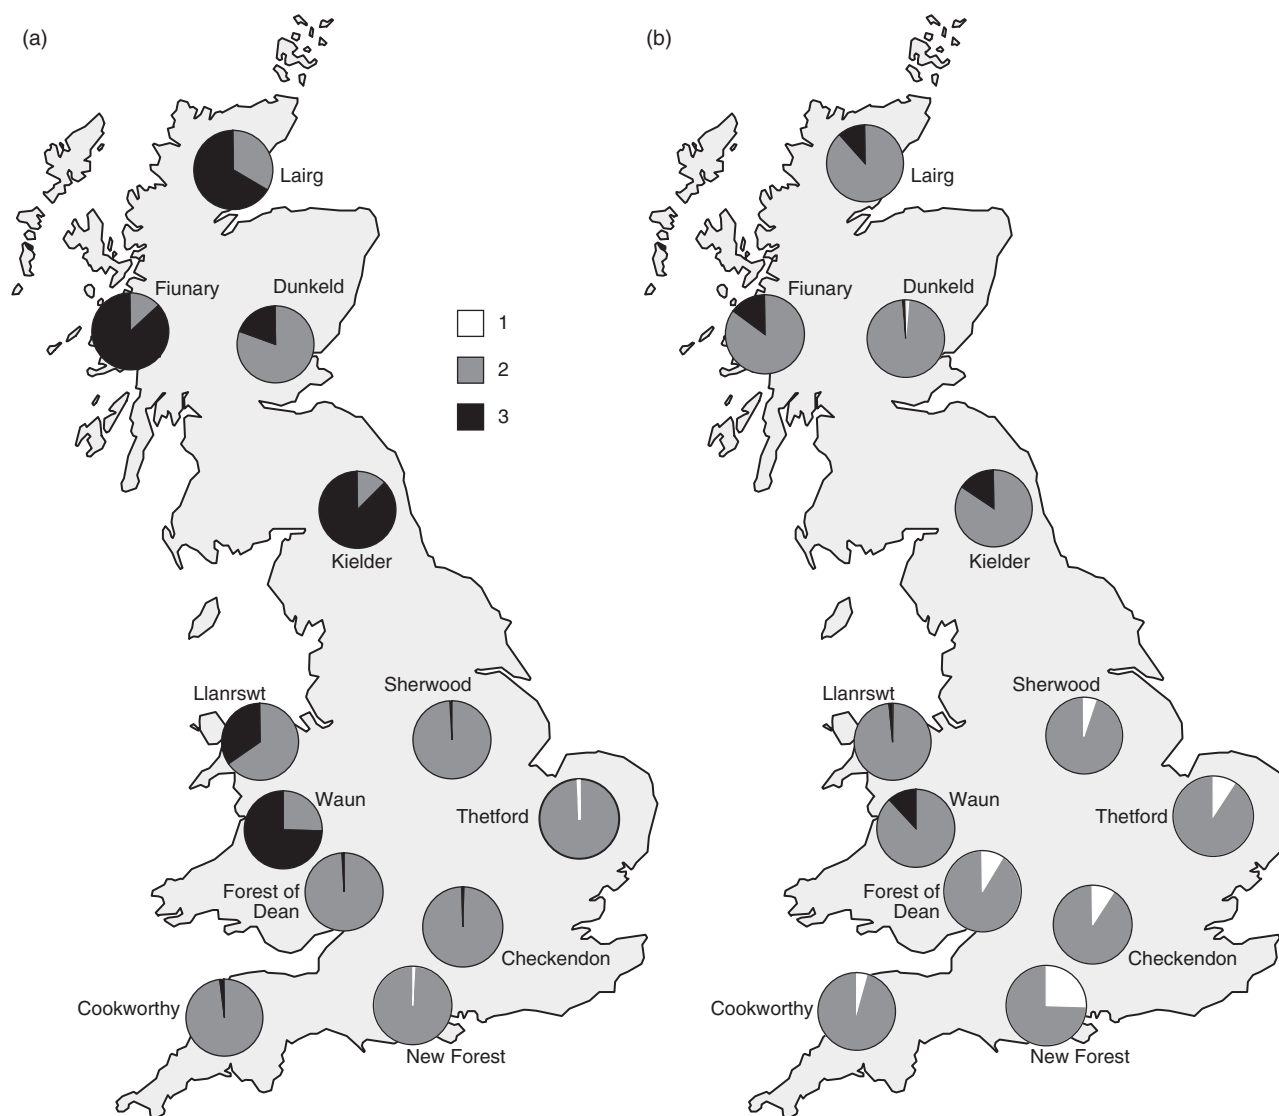 (a)
Lairg
Fiunary
Dunkeld
Kielder
Llanrswt
Sherwood
Waun
Thetford
Forest of
Dean
Checkendon
Cookworthy
New Forest
1
2
3
(b)
Lairg
Fiunary
Dunkeld
Kielder
Llanrswt
Sherwood
Waun
Thetford
Forest of
Dean
Checkendon
Cookworthy
New Forest